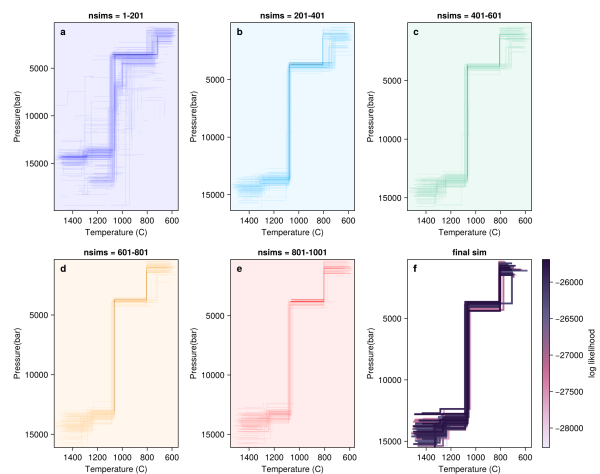 nsims = 1-201
nsims = 201-401
nsims = 401-601
a
b
c
5000
10000
15000
Pressure(bar)
5000
10000
15000
Pressure(bar)
5000
10000
15000
Pressure(bar)
1400 1200 1000 800 600
1400 1200 1000 800 600
1400 1200 1000 800 600
Temperature (C)
Temperature (C)
Temperature (C)
nsims = 601-801
nsims = 801-1001
final sim
d
e
f
5000
10000
15000
Pressure(bar)
5000
10000
15000
Pressure(bar)
5000
10000
15000
Pressure(bar)
1400 1200 1000 800 600
1400 1200 1000 800 600
1400 1200 1000 800 600
Temperature (C)
Temperature (C)
Temperature (C)
−26000
−26500
−27000
−27500
−28000
log likelihood